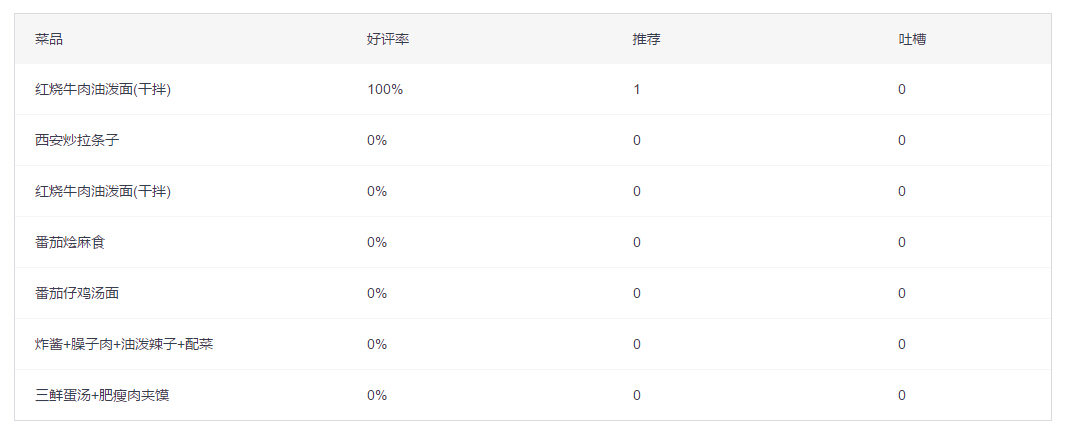 菜品 好评率 推荐 吐槽
红烧牛肉油泼面(干拌) 100% 1 0
西安炒拉条子 0% 0 0
红烧牛肉油泼面(干拌) 0% 0 0
番茄烩麻食 0% 0 0
番茄仔鸡汤面 0% 0 0
炸酱+臊子肉+油泼辣子+配菜 0% 0 0
三鲜蛋汤+肥瘦肉夹馍 0% 0 0